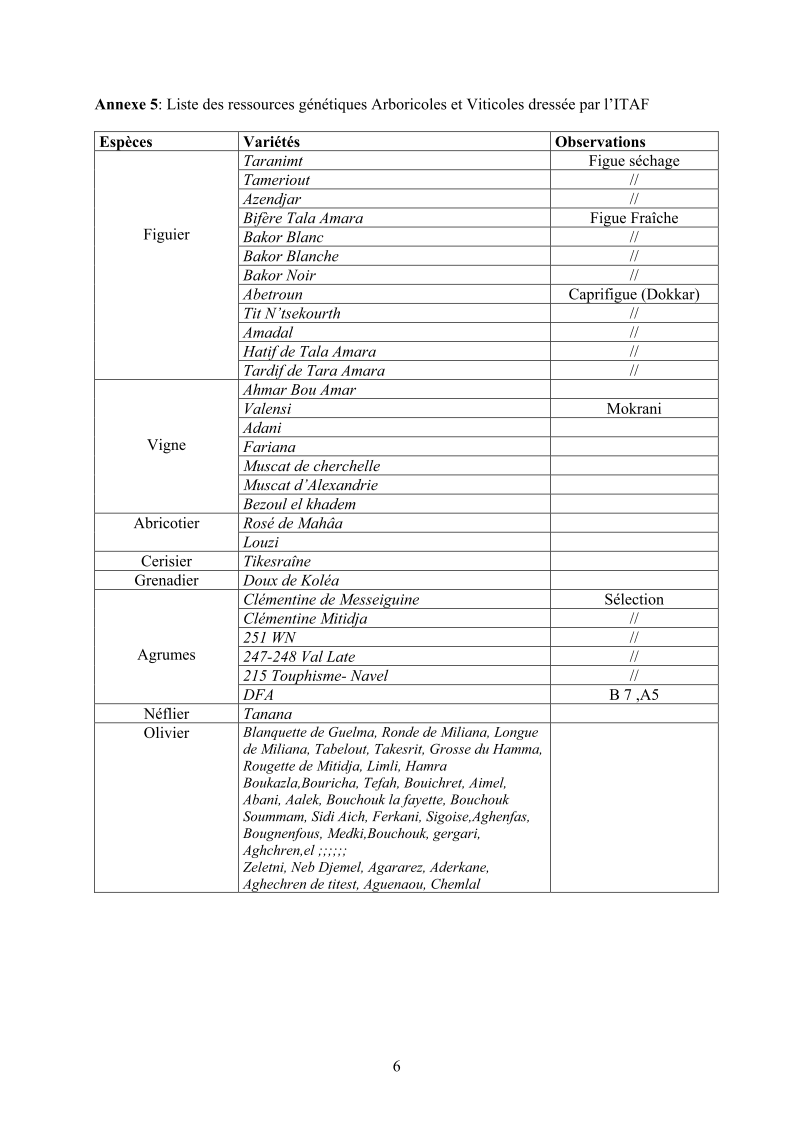 Annexe 5: Liste des ressources génétiques Arboricoles et Viticoles dressée par l'ITAF
Espèces Variétés Observations
Figuier
Taranimt Figue séchage
Tameriout //
Azendjar //
Bifère Tala Amara Figue Fraîche
Bakor Blanc //
Bakor Blanche //
Bakor Noir //
Abetroun Caprifigue (Dokkar)
Tit N'tsekourth //
Amadal //
Hatif de Tala Amara //
Tardif de Tara Amara //
Vigne
Ahmar Bou Amar
Valensi Mokrani
Adani
Fariana
Muscat de cherchelle
Muscat d'Alexandrie
Bezoul el khadem
Abricotier Rosé de Mahâa
Louzi
Cerisier Tikesraîne
Grenadier Doux de Koléa
Agrumes
Clémentine de Messeiguine Sélection
Clémentine Mitidja //
251 WN //
247-248 Val Late //
215 Touphisme- Navel //
DFA B 7 ,A5
Néflier Tanana
Olivier Blanquette de Guelma, Ronde de Miliana, Longue
de Miliana, Tabelout, Takesrit, Grosse du Hamma,
Rougette de Mitidja, Limli, Hamra
Boukazla,Bouricha, Tefah, Bouichret, Aimel,
Abani, Aalek, Bouchouk la fayette, Bouchouk
Soummam, Sidi Aich, Ferkani, Sigoise,Aghenfas,
Bougnenfous, Medki,Bouchouk, gergari,
Aghchren,el ;;;;;;
Zeletni, Neb Djemel, Agararez, Aderkane,
Aghechren de titest, Aguenaou, Chemlal
6